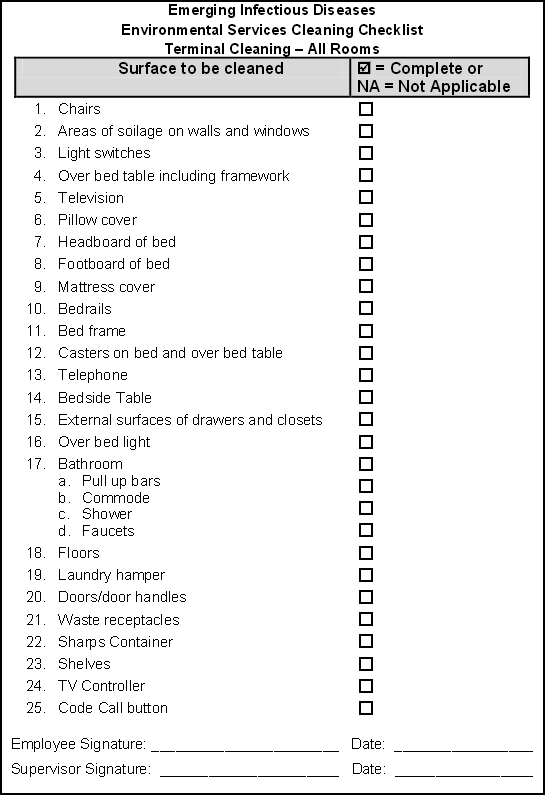 Emerging Infectious Diseases
Environmental Services Cleaning Checklist
Terminal Cleaning – All Rooms
Surface to be cleaned
☑ = Complete or
NA = Not Applicable
1. Chairs ☐
2. Areas of soilage on walls and windows ☐
3. Light switches ☐
4. Over bed table including framework ☐
5. Television ☐
6. Pillow cover ☐
7. Headboard of bed ☐
8. Footboard of bed ☐
9. Mattress cover ☐
10. Bedrails ☐
11. Bed frame ☐
12. Casters on bed and over bed table ☐
13. Telephone ☐
14. Bedside Table ☐
15. External surfaces of drawers and closets ☐
16. Over bed light ☐
17. Bathroom ☐
a. Pull up bars ☐
b. Commode ☐
c. Shower ☐
d. Faucets ☐
18. Floors ☐
19. Laundry hamper ☐
20. Doors/door handles ☐
21. Waste receptacles ☐
22. Sharps Container ☐
23. Shelves ☐
24. TV Controller ☐
25. Code Call button ☐
Employee Signature: ___________________ Date: ______________
Supervisor Signature: __________________ Date: ______________